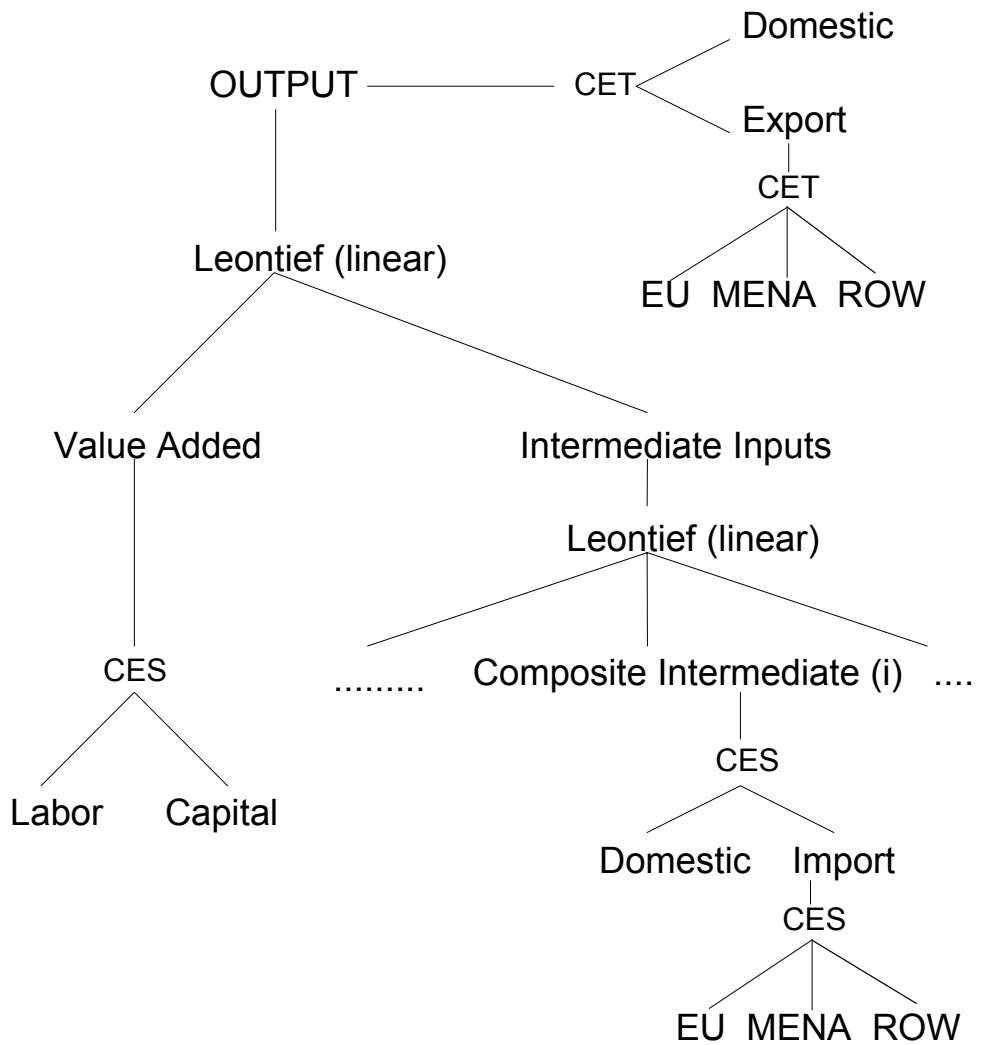 Domestic
OUTPUT CET
Export
CET
Leontief (linear)
EU MENA ROW
Value Added Intermediate Inputs
Leontief (linear)
CES
......... Composite Intermediate (i) ....
CES
Labor Capital
Domestic Import
CES
EU MENA ROW